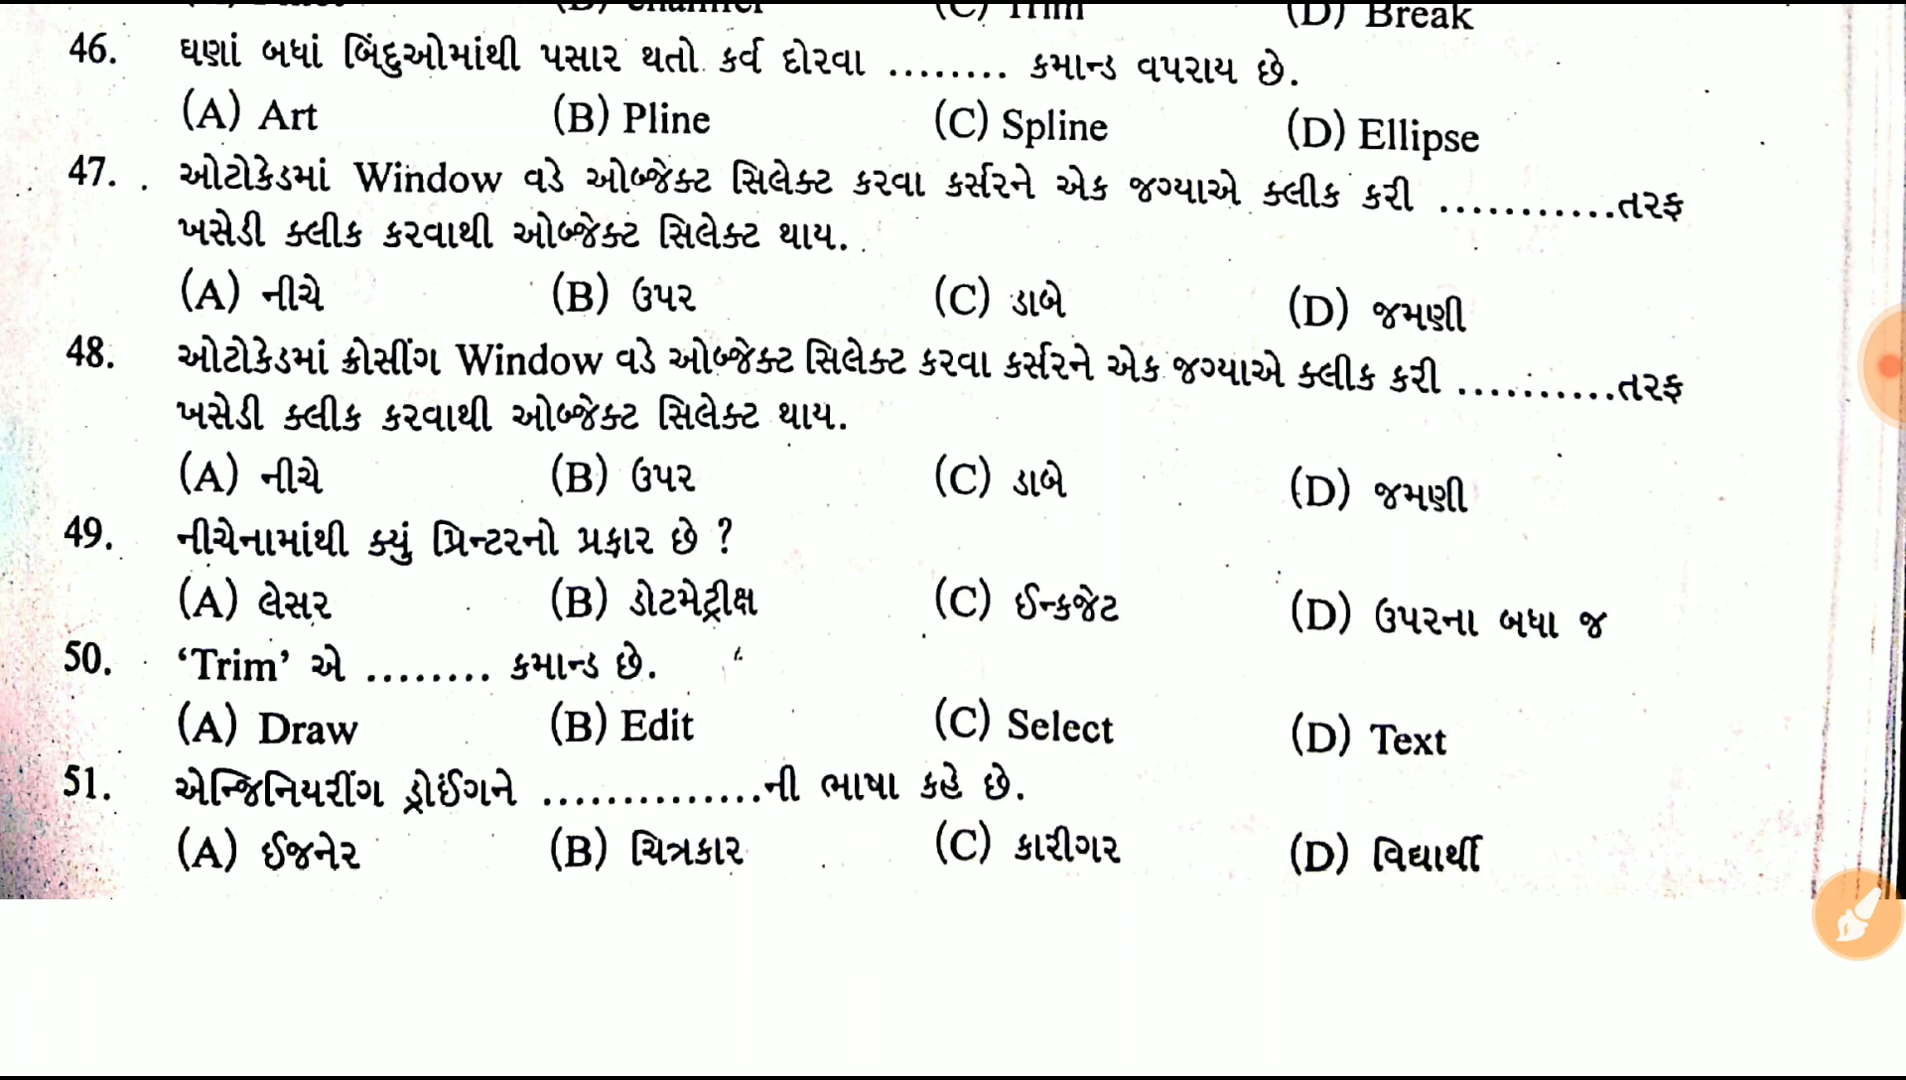 (C) Trim (D) Break
46. ઘણાં બધાં બિંદુઓમાંથી પસાર થતો કર્વ દોરવા ........ કમાન્ડ વપરાય છે.
(A) Art (B) Pline (C) Spline (D) Ellipse
47. ઓટોકેડમાં Window વડે ઓબ્જેક્ટ સિલેક્ટ કરવા કર્સરને એક જગ્યાએ ક્લીક કરી ...........તરફ
ખસેડી ક્લીક કરવાથી ઓબ્જેક્ટ સિલેક્ટ થાય.
(A) નીચે (B) ઉપર (C) ડાબે (D) જમણી
48. ઓટોકેડમાં ક્રોસીંગ Window વડે ઓબ્જેક્ટ સિલેક્ટ કરવા કર્સરને એક જગ્યાએ ક્લીક કરી ...........તરફ
ખસેડી ક્લીક કરવાથી ઓબ્જેક્ટ સિલેક્ટ થાય.
(A) નીચે (B) ઉપર (C) ડાબે (D) જમણી
49. નીચેનામાંથી ક્યું પ્રિન્ટરનો પ્રકાર છે ?
(A) લેસર (B) ડોટમેટ્રીક્ષ (C) ઈન્કજેટ (D) ઉપરના બધા જ
50. ‘Trim’ એ ........ કમાન્ડ છે.
(A) Draw (B) Edit (C) Select (D) Text
51. એન્જિનિયરીંગ ડ્રોઈંગને ..............ની ભાષા કહે છે.
(A) ઈજનેર (B) ચિત્રકાર (C) કારીગર (D) વિદ્યાર્થી